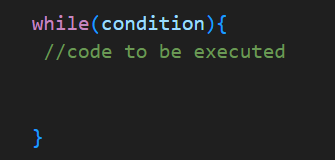 while(condition){
//code to be executed
}